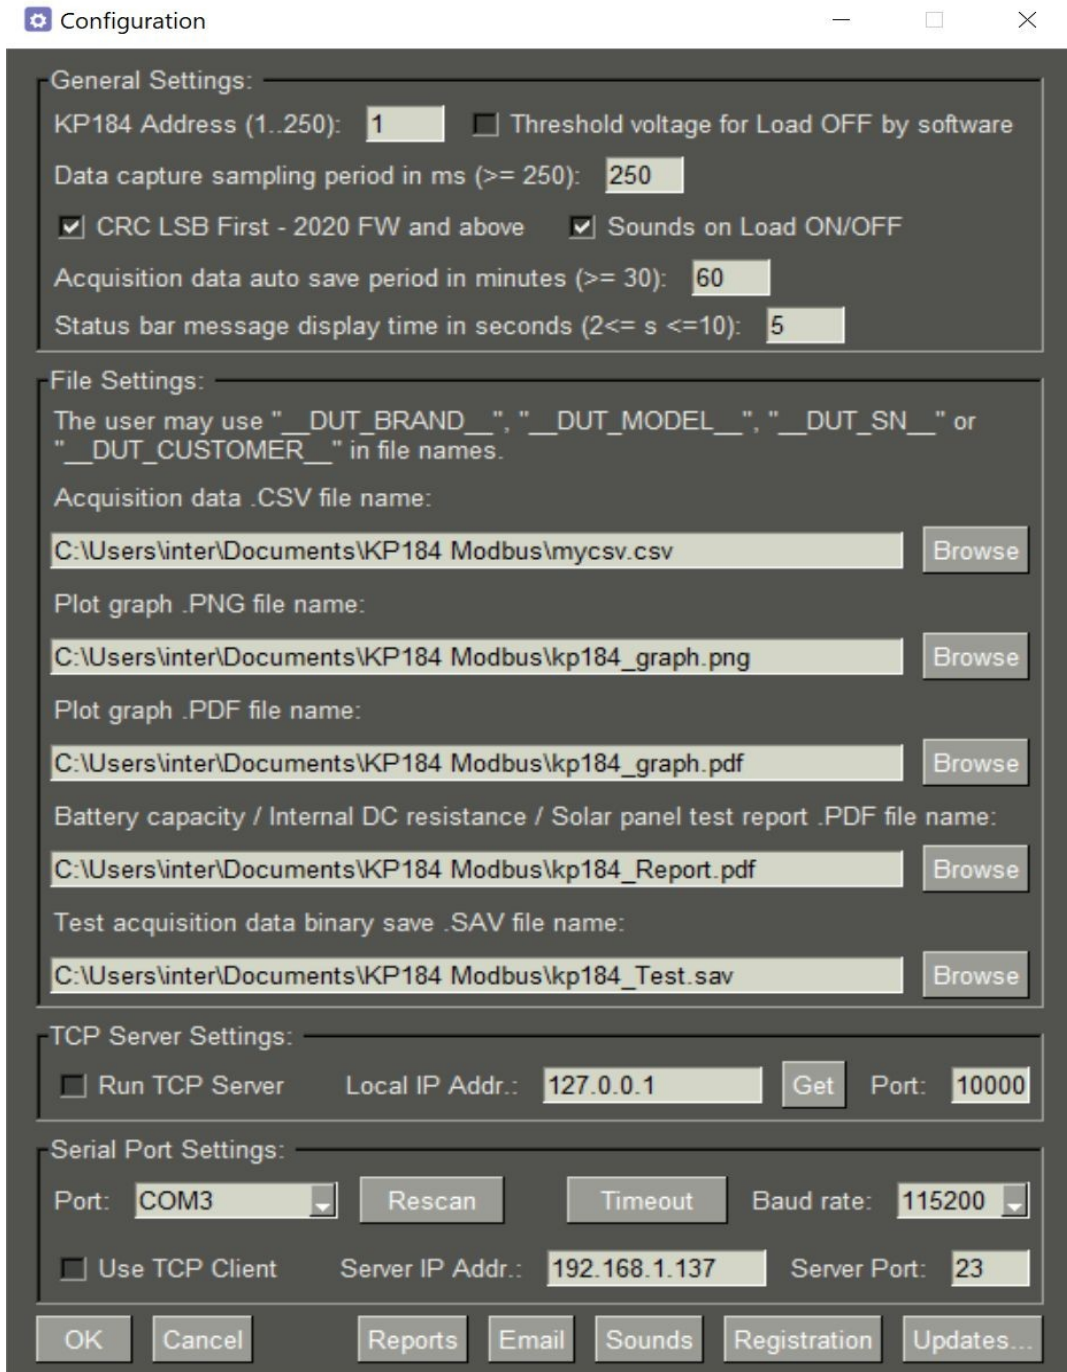 Configuration
General Settings:
KP184 Address (1..250): 1 Threshold voltage for Load OFF by software
Data capture sampling period in ms (>= 250): 250
CRC LSB First - 2020 FW and above Sounds on Load ON/OFF
Acquisition data auto save period in minutes (>= 30): 60
Status bar message display time in seconds (2<= s <=10): 5
File Settings:
The user may use "__DUT_BRAND__", "__DUT_MODEL__", "__DUT_SN__" or
"__DUT_CUSTOMER__" in file names.
Acquisition data .CSV file name:
C:\Users\inter\Documents\KP184 Modbus\mycsv.csv Browse
Plot graph .PNG file name:
C:\Users\inter\Documents\KP184 Modbus\kp184_graph.png Browse
Plot graph .PDF file name:
C:\Users\inter\Documents\KP184 Modbus\kp184_graph.pdf Browse
Battery capacity / Internal DC resistance / Solar panel test report .PDF file name:
C:\Users\inter\Documents\KP184 Modbus\kp184_Report.pdf Browse
Test acquisition data binary save .SAV file name:
C:\Users\inter\Documents\KP184 Modbus\kp184_Test.sav Browse
TCP Server Settings:
Run TCP Server Local IP Addr.: 127.0.0.1 Get Port: 10000
Serial Port Settings:
Port: COM3 Rescan Timeout Baud rate: 115200
Use TCP Client Server IP Addr.: 192.168.1.137 Server Port: 23
OK Cancel Reports Email Sounds Registration Updates...